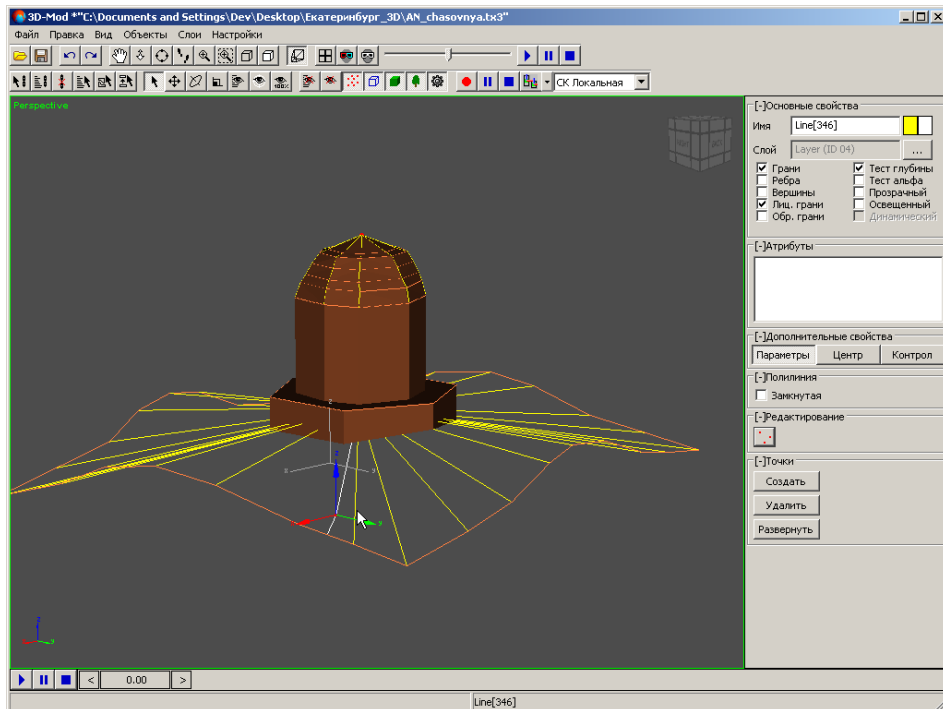 3D-Mod *"C:\Documents and Settings\Dev\Desktop\Екатеринбург_3D\AN_chasovnya.tx3"
Файл Правка Вид Объекты Слои Настройки
100%
СК Локальная
Perspective
[-]Основные свойства
Имя Line[346]
Слой Layer (ID 04) ...
Грани Тест глубины
Ребра Тест альфа
Вершины Прозрачный
Лиц. грани Освещенный
Обр. грани Динамический
[-]Атрибуты
[-]Дополнительные свойства
Параметры Центр Контрол
[-]Полилиния
Замкнутая
[-]Редактирование
[-]Точки
Создать
Удалить
Развернуть
z
x y
z
y
z
y
< 0.00 >
Line[346]